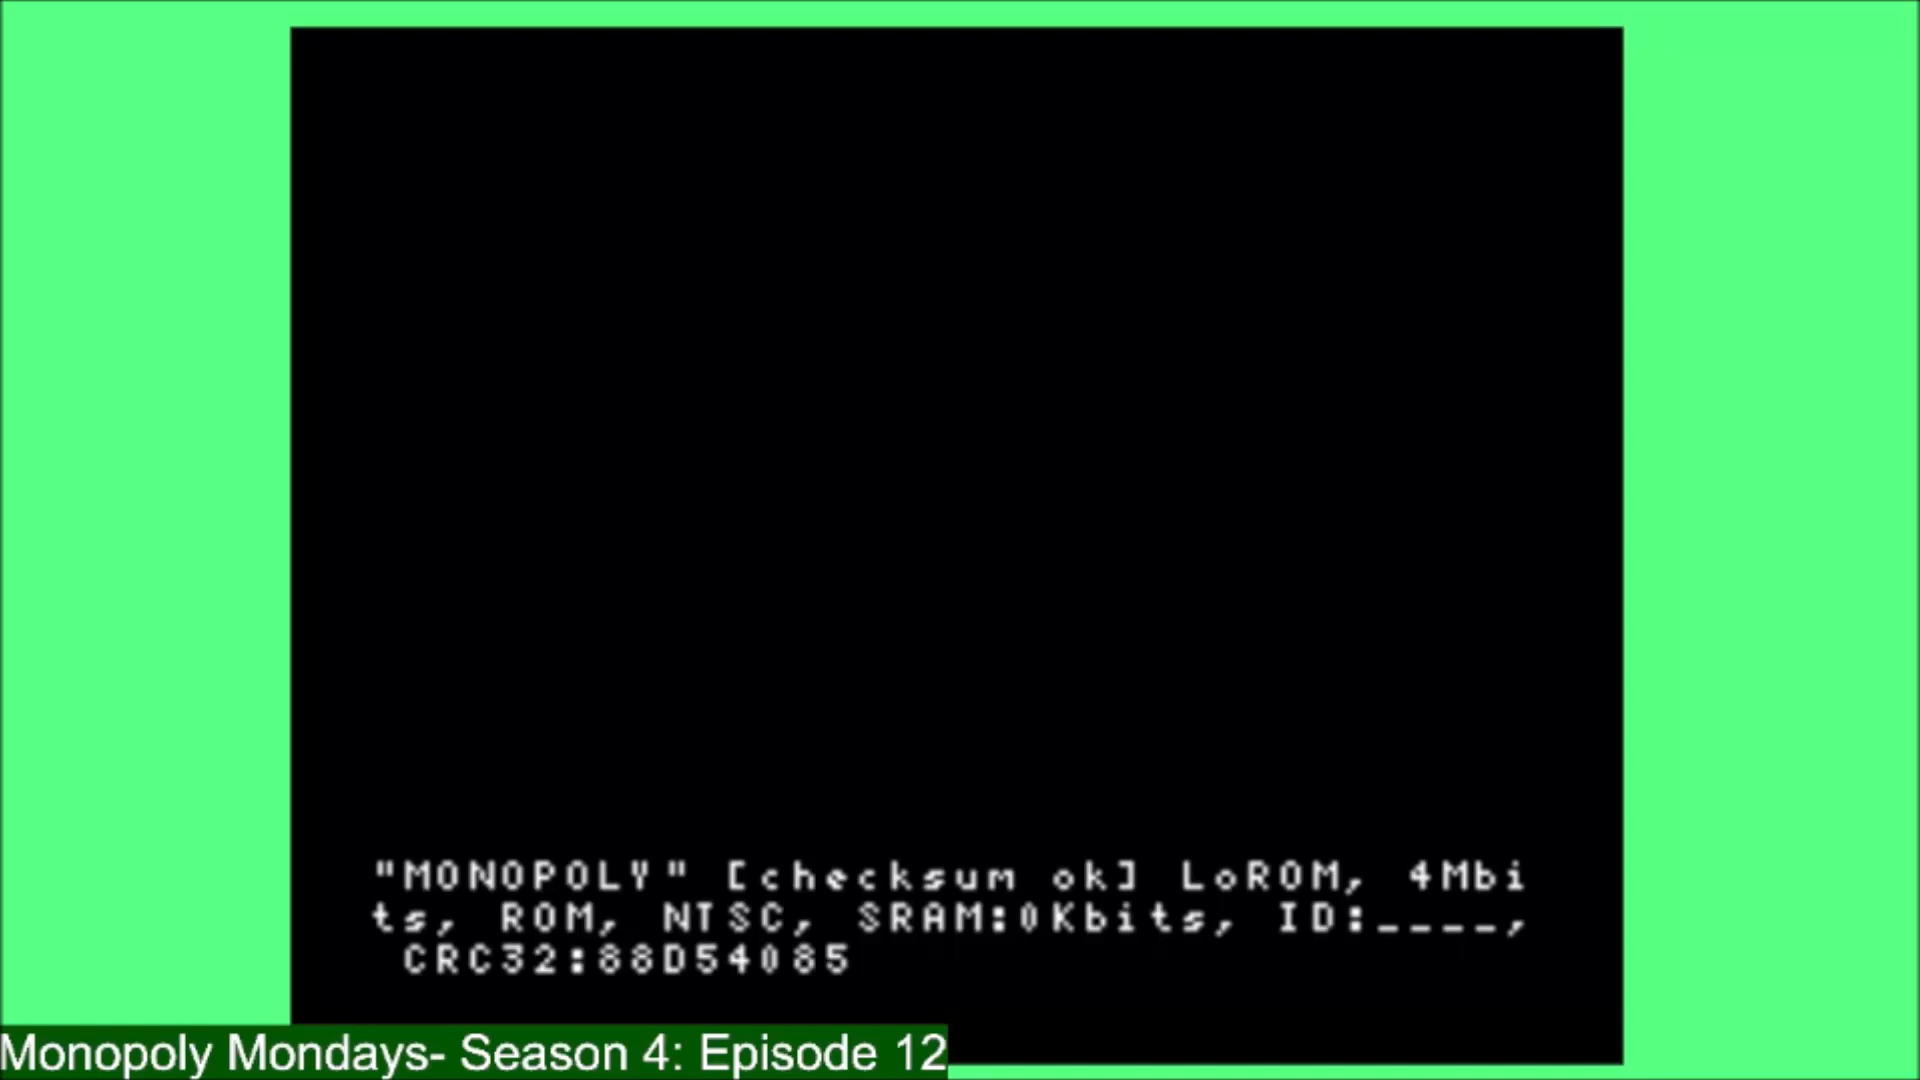 "MONOPOLY" [checksum ok] LoROM, 4Mbi
ts, ROM, NTSC, SRAM:0Kbits, ID:____,
CRC32:88D54085
Monopoly Mondays- Season 4: Episode 12